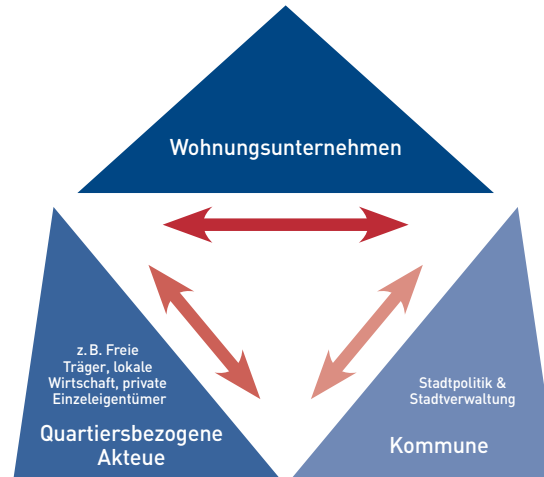 Wohnungsunternehmen
z. B. Freie
Träger, lokale
Wirtschaft, private
Einzeleigentümer
Quartiersbezogene
Akteue
Stadtpolitik &
Stadtverwaltung
Kommune